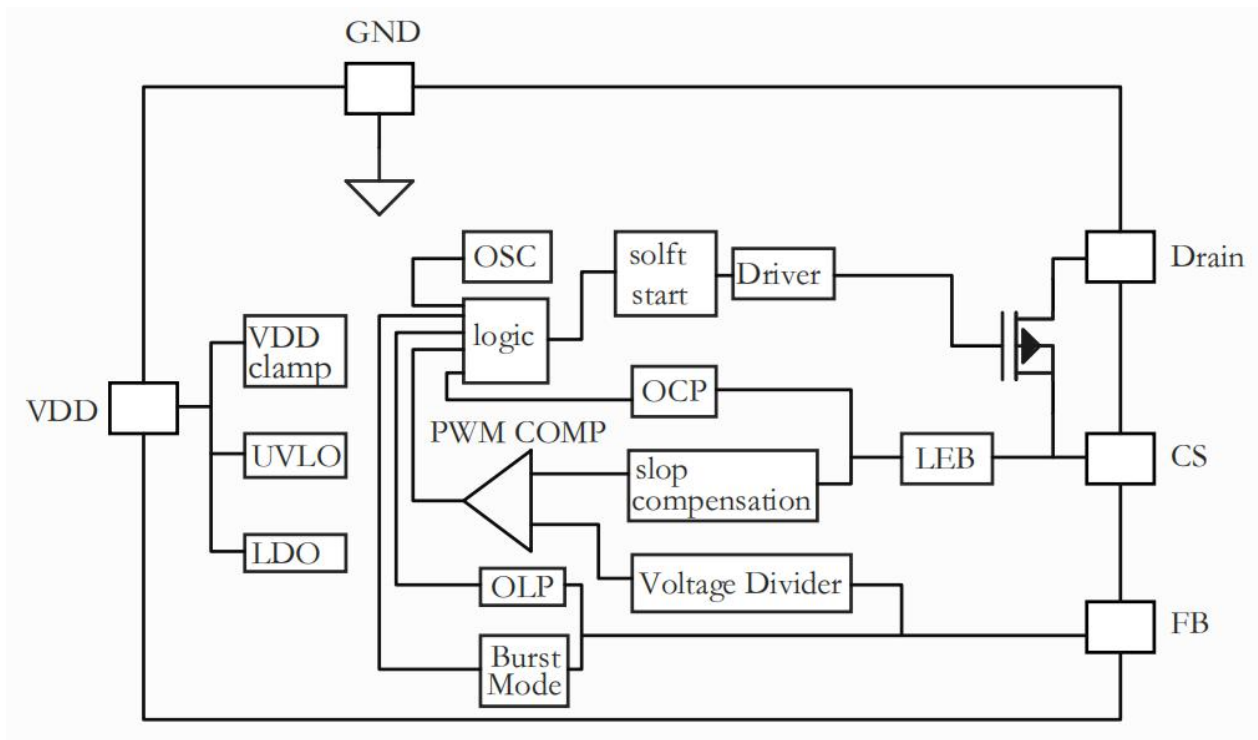 GND
OSC
solft
start
Driver
Drain
logic
VDD
clamp
VDD
OCP
PWM COMP
UVLO
slop
compensation
LEB
CS
LDO
OLP
Voltage Divider
FB
Burst
Mode